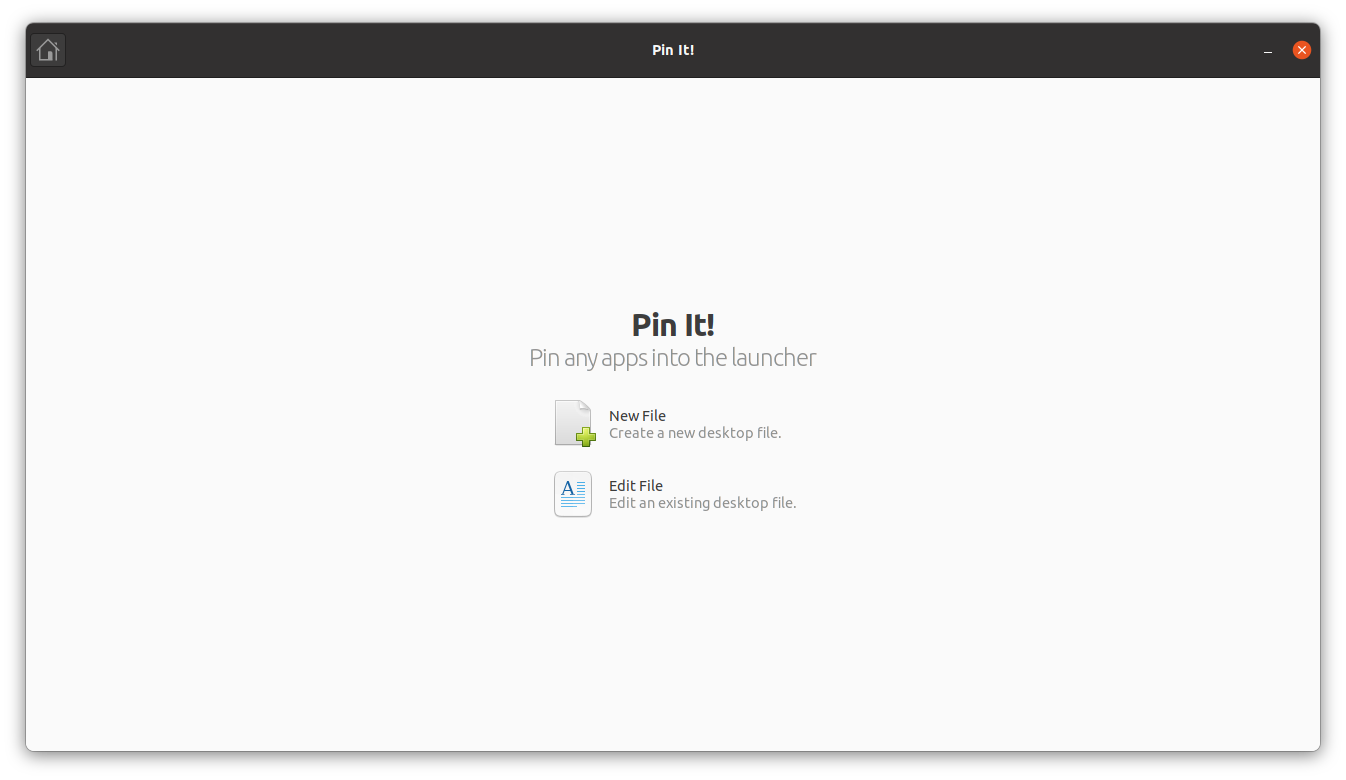 Pin It!
Pin It!
Pin any apps into the launcher
New File
Create a new desktop file.
A
Edit File
Edit an existing desktop file.